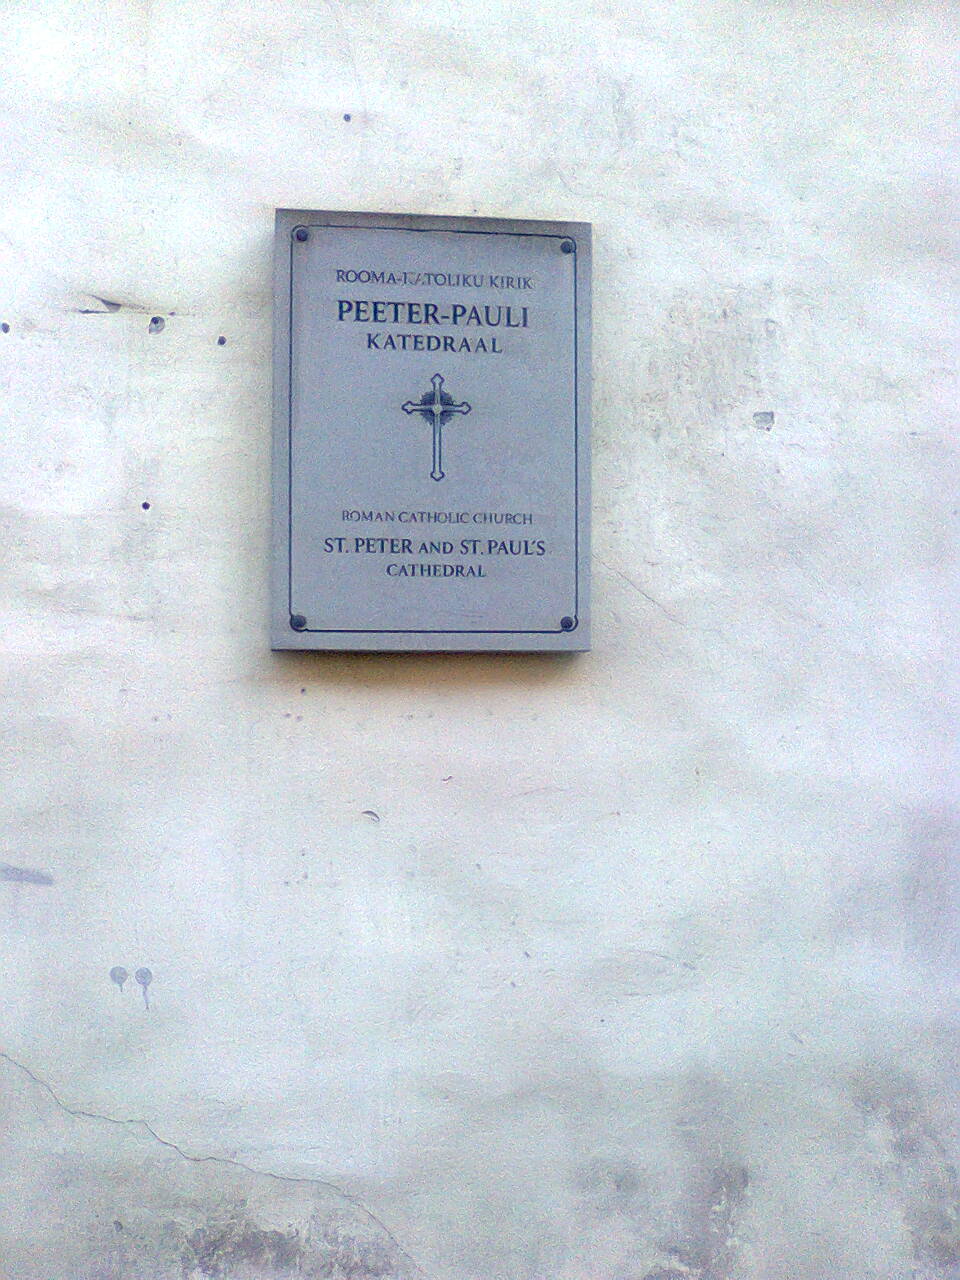 ROOMA-KATOLIKU KIRIK
PEETER-PAULI
KATEDRAAL
ROMAN CATHOLIC CHURCH
ST. PETER AND ST. PAUL'S
CATHEDRAL